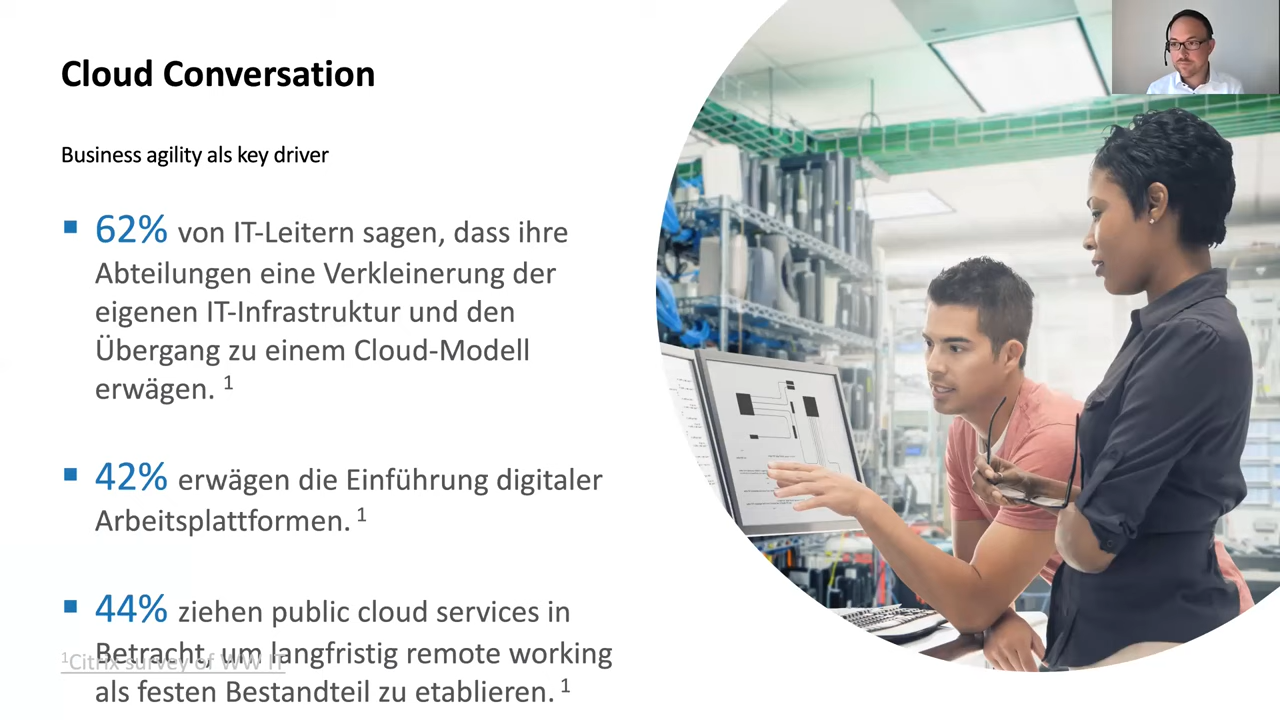 Cloud Conversation
Business agility als key driver
▪ 62% von IT-Leitern sagen, dass ihre
Abteilungen eine Verkleinerung der
eigenen IT-Infrastruktur und den
Übergang zu einem Cloud-Modell
erwägen. 1
▪ 42% erwägen die Einführung digitaler
Arbeitsplattformen. 1
▪ 44% ziehen public cloud services in
Betracht, um langfristig remote working
als festen Bestandteil zu etablieren. 1
1Citrix survey of WW IT